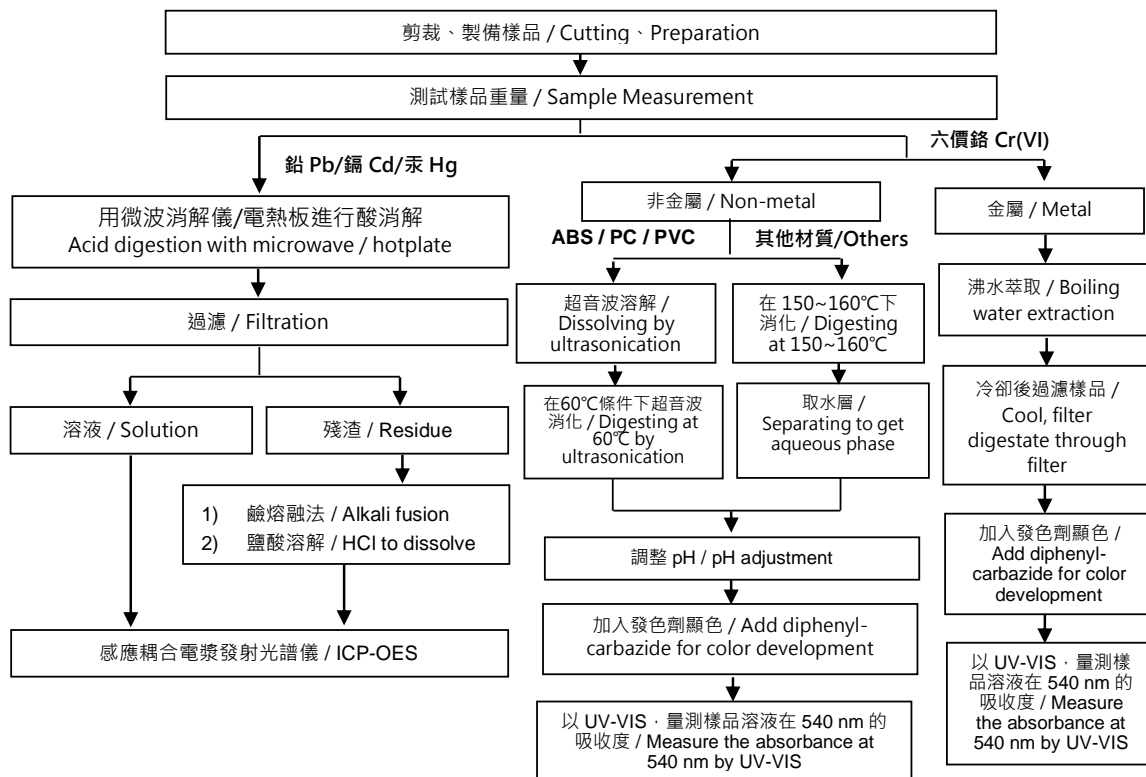 剪裁、製備樣品 / Cutting、Preparation
測試樣品重量 / Sample Measurement
鉛 Pb/鎘 Cd/汞 Hg
六價鉻 Cr(VI)
用微波消解儀/電熱板進行酸消解
Acid digestion with microwave / hotplate
過濾 / Filtration
溶液 / Solution
殘渣 / Residue
1) 鹼熔融法 / Alkali fusion
2) 鹽酸溶解 / HCl to dissolve
感應耦合電漿發射光譜儀 / ICP-OES
非金屬 / Non-metal
ABS / PC / PVC
其他材質/Others
超音波溶解 /
Dissolving by
ultrasonication
在60℃條件下超音波
消化 / Digesting at
60℃ by
ultrasonication
在 150~160℃下
消化 / Digesting
at 150~160℃
取水層 /
Separating to get
aqueous phase
調整 pH / pH adjustment
加入發色劑顯色 / Add diphenyl-
carbazide for color development
以 UV-VIS﹐量測樣品溶液在 540 nm 的
吸收度 / Measure the absorbance at
540 nm by UV-VIS
金屬 / Metal
沸水萃取 / Boiling
water extraction
冷卻後過濾樣品 /
Cool, filter
digestate through
filter
加入發色劑顯色 /
Add diphenyl-
carbazide for color
development
以 UV-VIS﹐量測樣
品溶液在 540 nm 的
吸收度 / Measure
the absorbance at
540 nm by UV-VIS